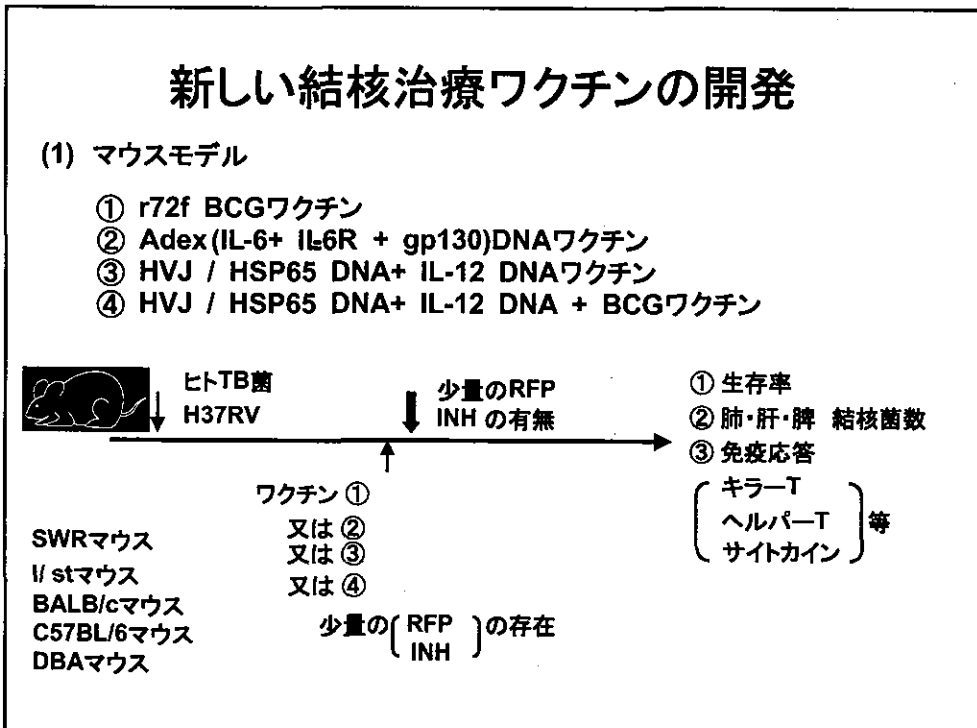 新しい結核治療ワクチンの開発
(1) マウスモデル
① r72f BCGワクチン
② Adex(IL-6+ IL-6R + gp130)DNAワクチン
③ HVJ / HSP65 DNA+ IL-12 DNAワクチン
④ HVJ / HSP65 DNA+ IL-12 DNA + BCGワクチン
ヒトTB菌
H37RV
少量のRFP
INH の有無
① 生存率
② 肺・肝・脾 結核菌数
③ 免疫応答
キラーT
ヘルパーT
サイトカイン
等
ワクチン ①
又は ②
又は ③
又は ④
SWRマウス
I/ stマウス
BALB/cマウス
C57BL/6マウス
DBAマウス
少量の( RFP )の存在
INH